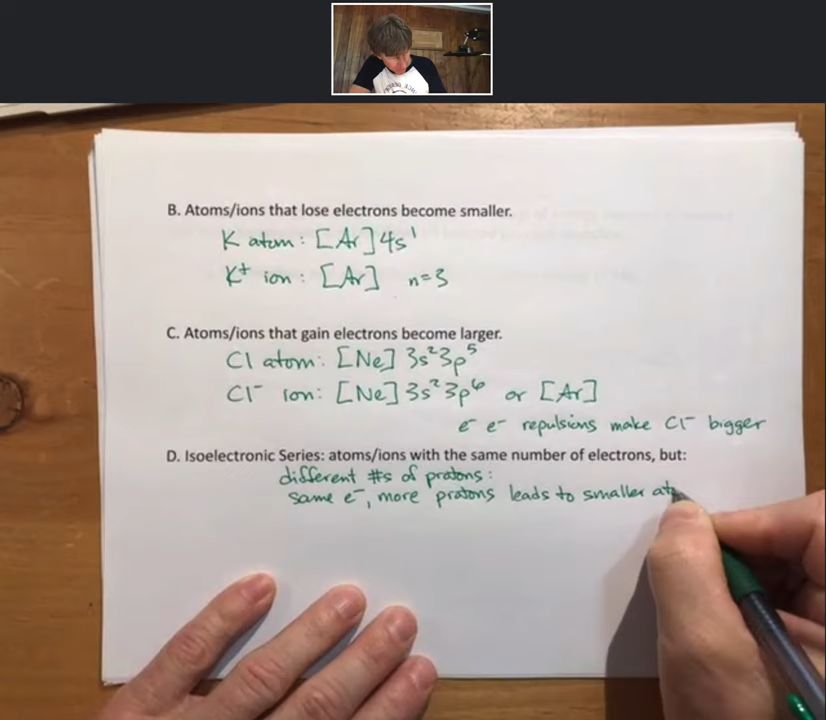 B. Atoms/ions that lose electrons become smaller.
K atom: [Ar] 4s¹
K⁺ ion: [Ar] n=3
C. Atoms/ions that gain electrons become larger.
Cl atom: [Ne] 3s²3p⁵
Cl⁻ ion: [Ne] 3s²3p⁶ or [Ar]
e⁻ e⁻ repulsions make Cl⁻ bigger
D. Isoelectronic Series: atoms/ions with the same number of electrons, but:
different #s of protons:
same e⁻, more protons leads to smaller